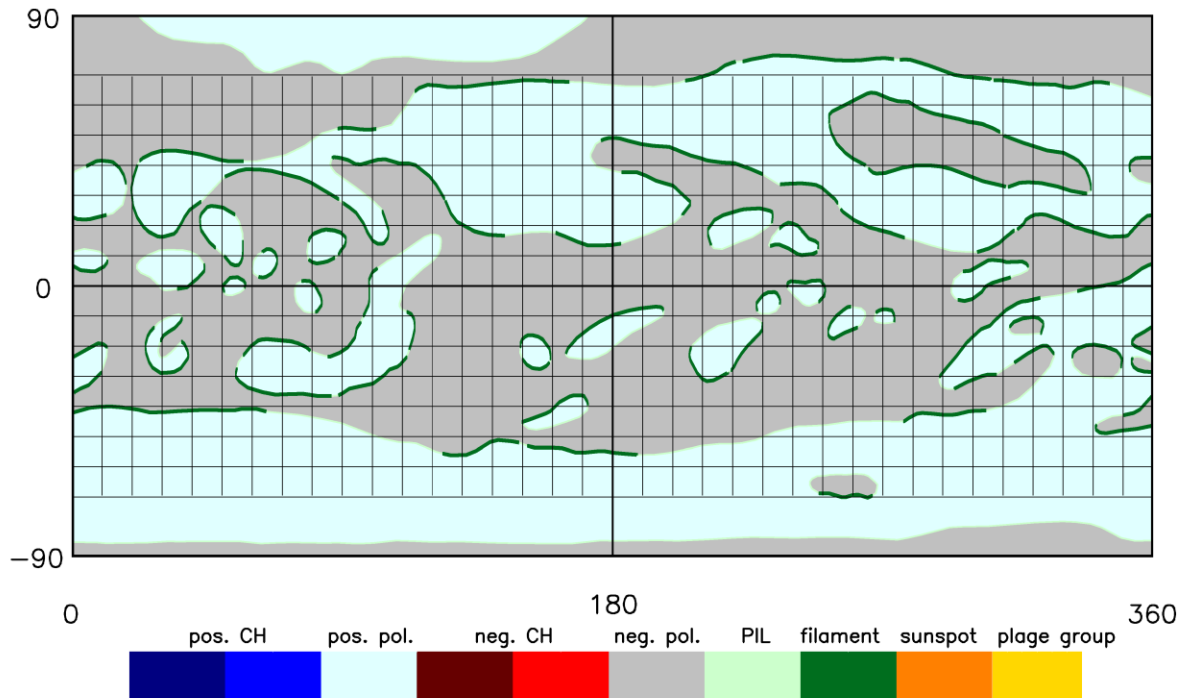 90
0
−90
0 180 360
pos. CH pos. pol. neg. CH neg. pol. PIL filament sunspot plage group